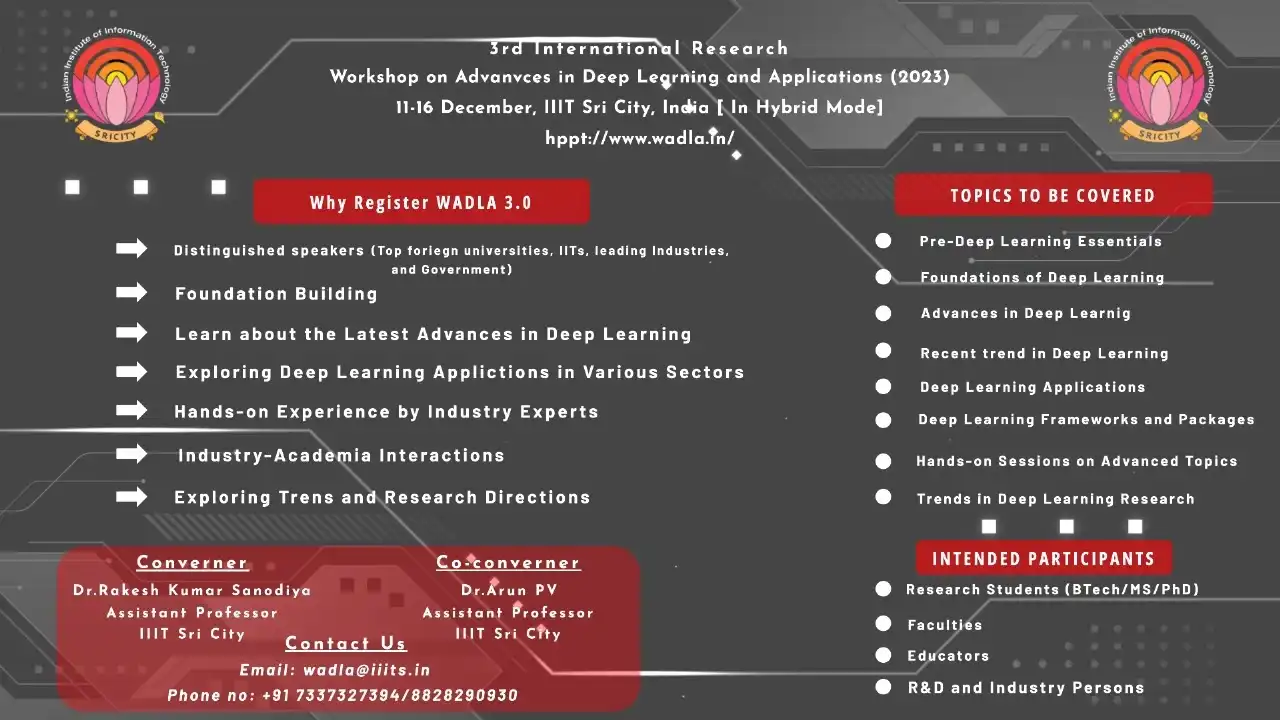 Indian Institute of Information Technology
SRICITY
3rd International Research
Workshop on Advanvces in Deep Learning and Applications (2023)
11-16 December, IIIT Sri City, India [ In Hybrid Mode]
hppt://www.wadla.in/
Indian Institute of Information Technology
SRICITY
Why Register WADLA 3.0
Distinguished speakers (Top foriegn universities, IITs, leading Industries,
and Government)
Foundation Building
Learn about the Latest Advances in Deep Learning
Exploring Deep Learning Applictions in Various Sectors
Hands-on Experience by Industry Experts
Industry-Academia Interactions
Exploring Trens and Research Directions
Converner
Dr.Rakesh Kumar Sanodiya
Assistant Professor
IIIT Sri City
Co-converner
Dr.Arun PV
Assistant Professor
IIIT Sri City
Contact Us
Email: wadla@iiits.in
Phone no: +91 7337327394/8828290930
TOPICS TO BE COVERED
Pre-Deep Learning Essentials
Foundations of Deep Learning
Advances in Deep Learnig
Recent trend in Deep Learning
Deep Learning Applications
Deep Learning Frameworks and Packages
Hands-on Sessions on Advanced Topics
Trends in Deep Learning Research
INTENDED PARTICIPANTS
Research Students (BTech/MS/PhD)
Faculties
Educators
R&D and Industry Persons